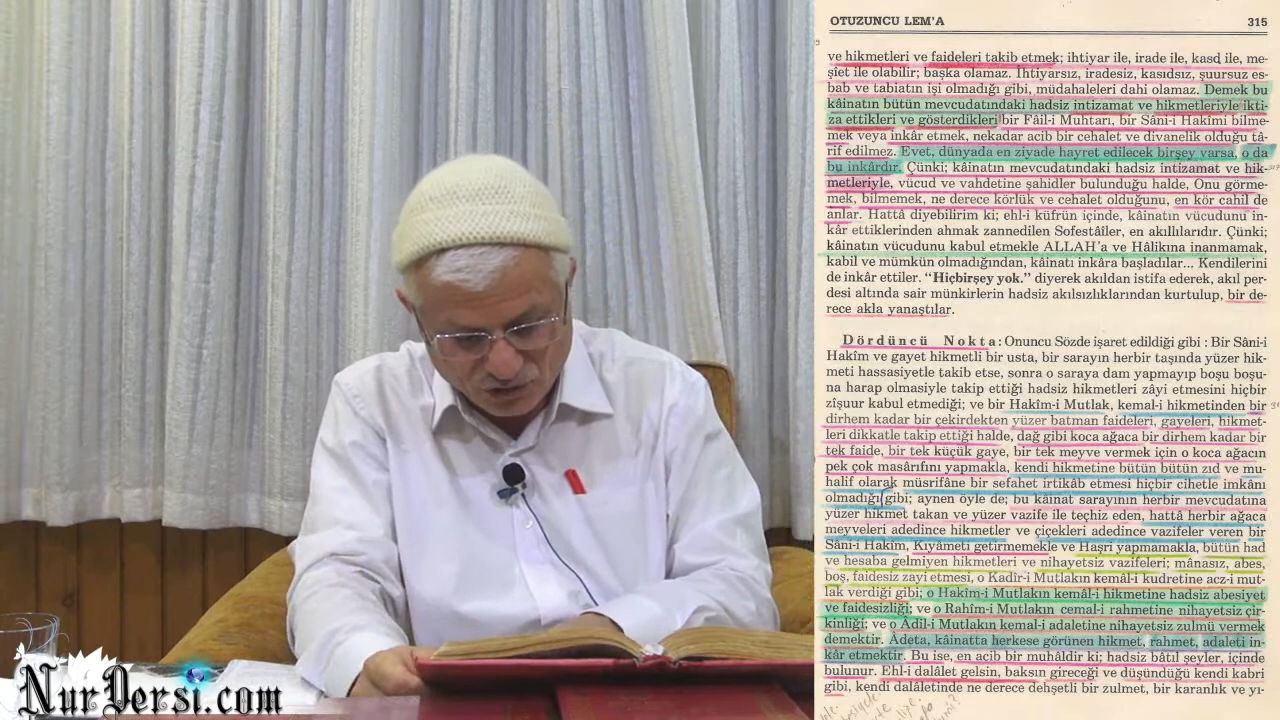 OTUZUNCU LEM'A 315
ve hikmetleri ve faideleri takib etmek; ihtiyar ile, irade ile, kasd ile, me-
şiet ile olabilir; başka olamaz. İhtiyarsız, iradesiz, kasıdsız, şuursuz es-
bab ve tabiatın işi olmadığı gibi, müdahaleleri dahi olamaz. Demek bu
kâinatın bütün mevcudatındaki hadsiz intizamat ve hikmetleriyle ikti-
za ettikleri ve gösterdikleri bir Fâil-i Muhtarı, bir Sâni-i Hakîmi bilme-
mek veya inkâr etmek, nekadar acib bir cehalet ve divanelik olduğu tâ-
rif edilmez. Evet, dünyada en ziyade hayret edilecek birşey varsa, o da
bu inkârdır. Çünki; kâinatın mevcudatındaki hadsiz intizamat ve hik-
metleriyle, vücud ve vahdetine şahidler bulunduğu halde, Onu görme-
mek, bilmemek, ne derece körlük ve cehalet olduğunu, en kör cahil de
anlar. Hattâ diyebilirim ki; ehl-i küfrün içinde, kâinatın vücudunu in-
kâr ettiklerinden ahmak zannedilen Sofestâîler, en akıllılarıdır. Çünki;
kâinatın vücudunu kabul etmekle ALLAH'a ve Hâlikına inanmamak,
kabil ve mümkün olmadığından, kâinatı inkâra başladılar... Kendilerini
de inkâr ettiler. "Hiçbirşey yok." diyerek akıldan istifa ederek, akıl per-
desi altında sair münkirlerin hadsiz akılsızlıklarından kurtulup, bir de-
rece akla yanaştılar.
Dördüncü Nokta: Onuncu Sözde işaret edildiği gibi : Bir Sâni-i
Hakîm ve gayet hikmetli bir usta, bir sarayın herbir taşında yüzer hik-
meti hassasiyetle takib etse, sonra o saraya dam yapmayıp boşu boşu-
na harap olmasiyle takip ettiği hadsiz hikmetleri zâyi etmesini hiçbir
zîşuur kabul etmediği; ve bir Hakîm-i Mutlak, kemal-i hikmetinden bir
dirhem kadar bir çekirdekten yüzer batman faideleri, gayeleri, hikmet-
leri dikkatle takip ettiği halde, dağ gibi koca ağaca bir dirhem kadar bir
tek faide, bir tek küçük gaye, bir tek meyve vermek için o koca ağacın
pek çok masârıfını yapmakla, kendi hikmetine bütün bütün zıd ve mu-
halif olarak müsrifâne bir sefahet irtikâb etmesi hiçbir cihetle imkânı
olmadığı gibi; aynen öyle de; bu kâinat sarayının herbir mevcudatına
yüzer hikmet takan ve yüzer vazife ile teçhiz eden, hattâ herbir ağaca
meyveleri adedince hikmetler ve çiçekleri adedince vazifeler veren bir
Sâni-i Hakîm, Kıyâmeti getirmemekle ve Haşri yapmamakla, bütün had
ve hesaba gelmiyen hikmetleri ve nihayetsiz vazifeleri; mânasız, abes,
boş, faidesiz zayi etmesi, o Kadîr-i Mutlakın kemâl-i kudretine acz-i mut-
lak verdiği gibi; o Hakîm-i Mutlakın kemâl-i hikmetine hadsiz abesiyet
ve faidesizliği; ve o Rahîm-i Mutlakın cemal-i rahmetine nihayetsiz çir-
kinliği; ve o Âdil-i Mutlakın kemal-i adaletine nihayetsiz zulmü vermek
demektir. Âdeta, kâinatta herkese görünen hikmet, rahmet, adaleti in-
kâr etmektir. Bu ise, en acib bir muhâldir ki; hadsiz bâtıl şeyler, içinde
bulunur. Ehl-i dalâlet gelsin, baksın gireceği ve düşündüğü kendi kabri
gibi, kendi dalâletinde ne derece dehşetli bir zulmet, bir karanlık ve yı-
NurDersi.com